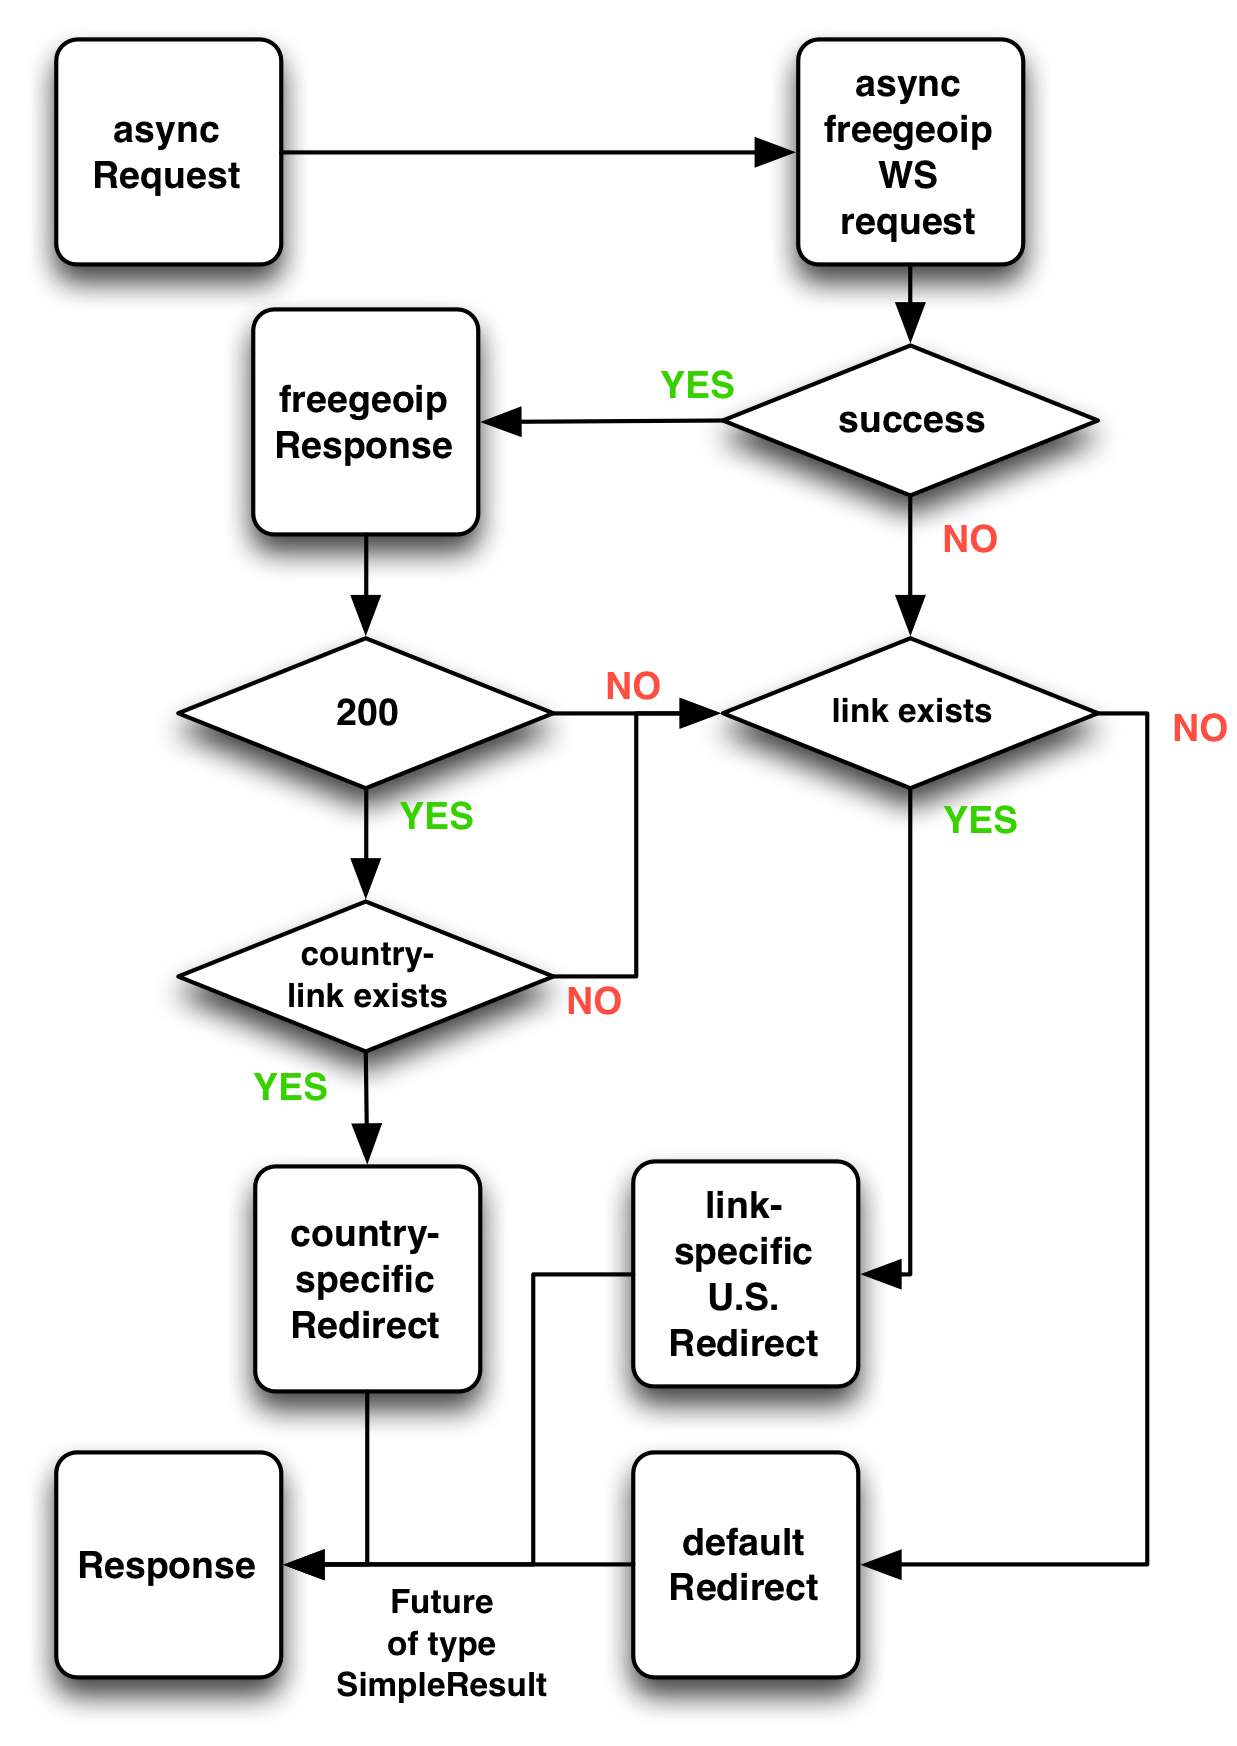 async
Request
async
freegeoip
WS
request
freegeoip
Response
YES
success
NO
200
NO
link exists
NO
YES
YES
country-
link exists
NO
YES
country-
specific
Redirect
link-
specific
U.S.
Redirect
Response
default
Redirect
Future
of type
SimpleResult